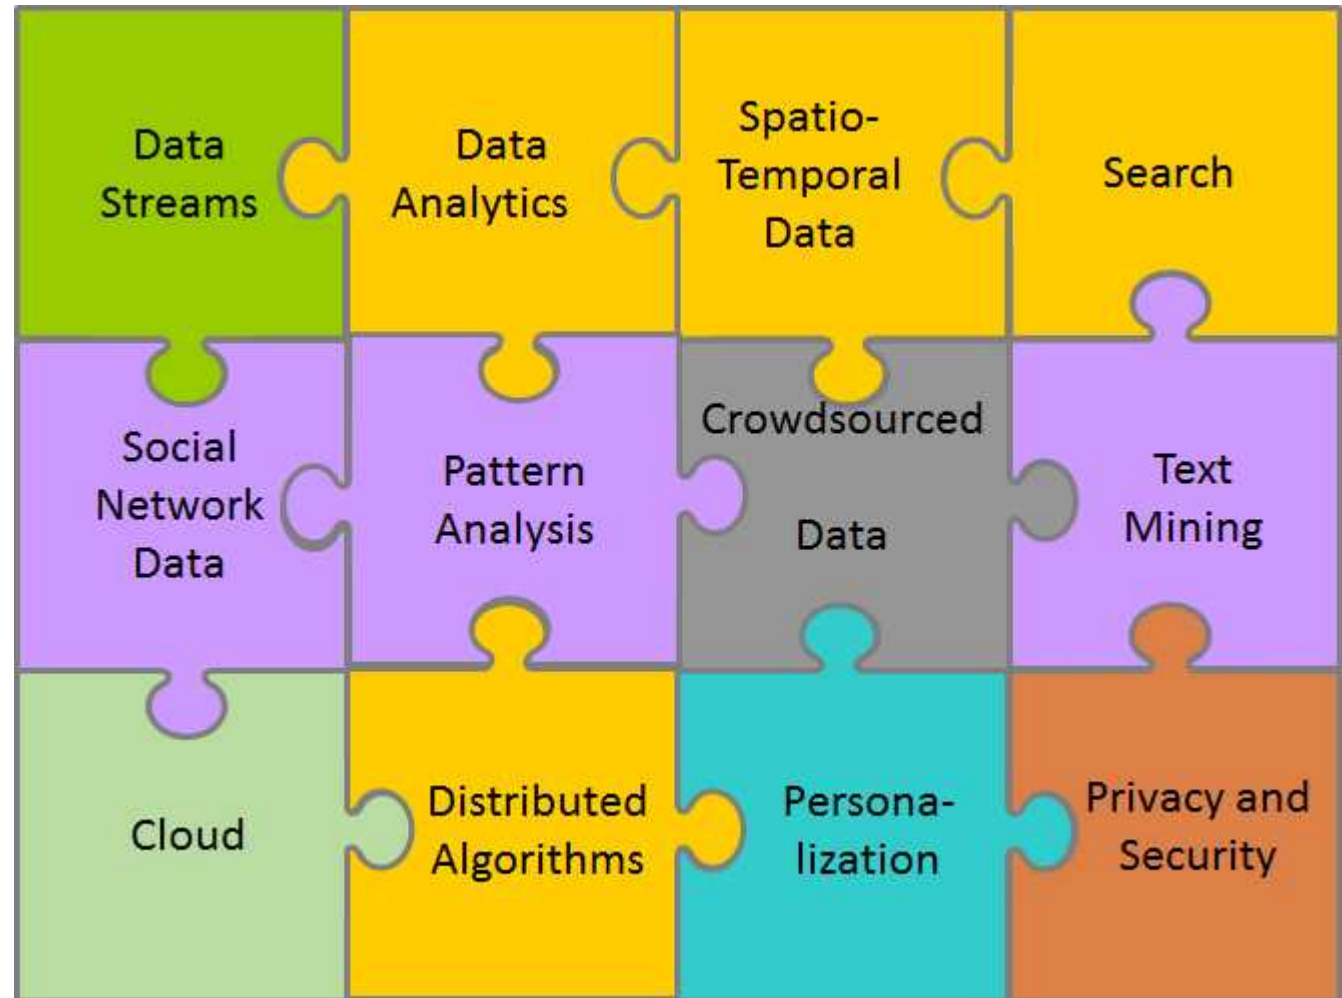 Data
Streams
Data
Analytics
Spatio-
Temporal
Data
Search
Social
Network
Data
Pattern
Analysis
Crowdsourced
Data
Text
Mining
Cloud
Distributed
Algorithms
Persona-
lization
Privacy and
Security